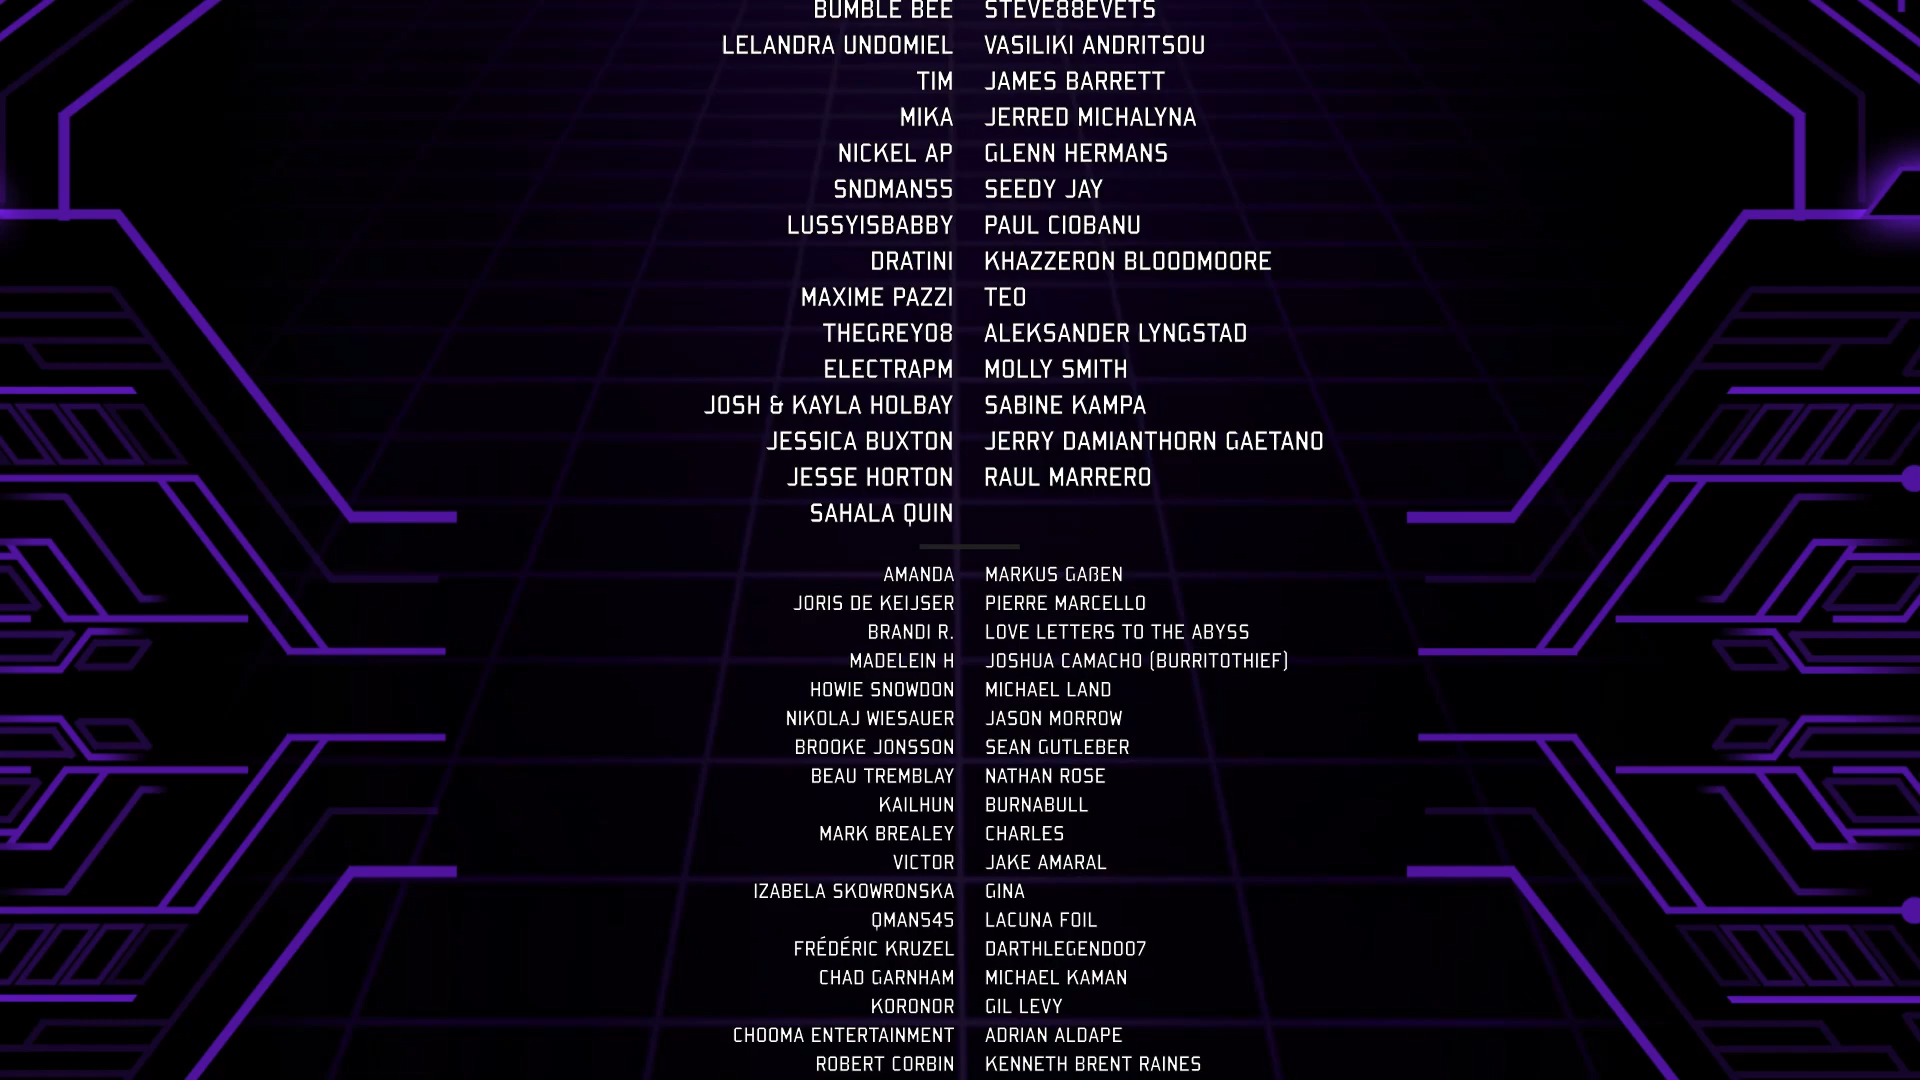 BUMBLE BEE STEVE88EVETS
LELANDRA UNDOMIEL VASILIKI ANDRITSOU
TIM JAMES BARRETT
MIKA JERRED MICHALYNA
NICKEL AP GLENN HERMANS
SNDMAN55 SEEDY JAY
LUSSYISBABBY PAUL CIOBANU
DRATINI KHAZZERON BLOODMOORE
MAXIME PAZZI TEO
THEGREY08 ALEKSANDER LYNGSTAD
ELECTRAPM MOLLY SMITH
JOSH & KAYLA HOLBAY SABINE KAMPA
JESSICA BUXTON JERRY DAMIANTHORN GAETANO
JESSE HORTON RAUL MARRERO
SAHALA QUIN
AMANDA MARKUS GAßEN
JORIS DE KEIJSER PIERRE MARCELLO
BRANDI R. LOVE LETTERS TO THE ABYSS
MADELEIN H JOSHUA CAMACHO (BURRITOTHIEF)
HOWIE SNOWDON MICHAEL LAND
NIKOLAJ WIESAUER JASON MORROW
BROOKE JONSSON SEAN GUTLEBER
BEAU TREMBLAY NATHAN ROSE
KAILHUN BURNABULL
MARK BREALEY CHARLES
VICTOR JAKE AMARAL
IZABELA SKOWRONSKA GINA
QMAN545 LACUNA FOIL
FRÉDÉRIC KRUZEL DARTHLEGEND007
CHAD GARNHAM MICHAEL KAMAN
KORONOR GIL LEVY
CHOOMA ENTERTAINMENT ADRIAN ALDAPE
ROBERT CORBIN KENNETH BRENT RAINES